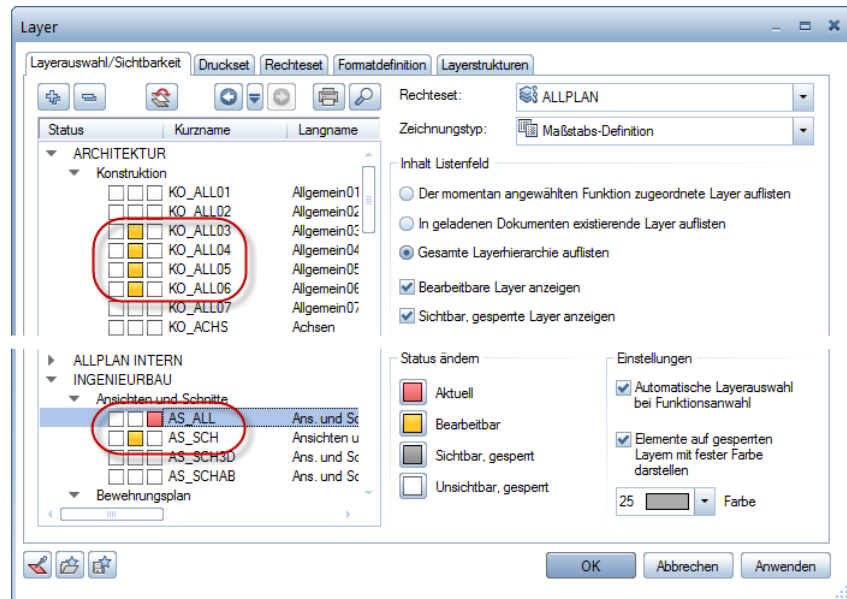 Layer
Layerauswahl/Sichtbarkeit Druckset Rechteset Formatdefinition Layerstrukturen
Status Kurzname Langname
ARCHITEKTUR
Konstruktion
KO_ALL01 Allgemein01
KO_ALL02 Allgemein02
KO_ALL03 Allgemein03
KO_ALL04 Allgemein04
KO_ALL05 Allgemein05
KO_ALL06 Allgemein06
KO_ALL07 Allgemein07
KO_ACHS Achsen
Rechteset: ALLPLAN
Zeichnungstyp: Maßstabs-Definition
Inhalt Listenfeld
Der momentan angewählten Funktion zugeordnete Layer auflisten
In geladenen Dokumenten existierende Layer auflisten
Gesamte Layerhierarchie auflisten
Bearbeitbare Layer anzeigen
Sichtbar, gesperrte Layer anzeigen
ALLPLAN INTERN
INGENIEURBAU
Ansichten und Schnitte
AS_ALL Ans. und Sc
AS_SCH Ansichten u
AS_SCH3D Ans. und Sc
AS_SCHAB Ans. und Sc
Bewehrungsplan
Status ändern
Aktuell
Bearbeitbar
Sichtbar, gesperrt
Unsichtbar, gesperrt
Einstellungen
Automatische Layerauswahl
bei Funktionsanwahl
Elemente auf gesperrten
Layern mit fester Farbe
darstellen
25 Farbe
OK Abbrechen Anwenden